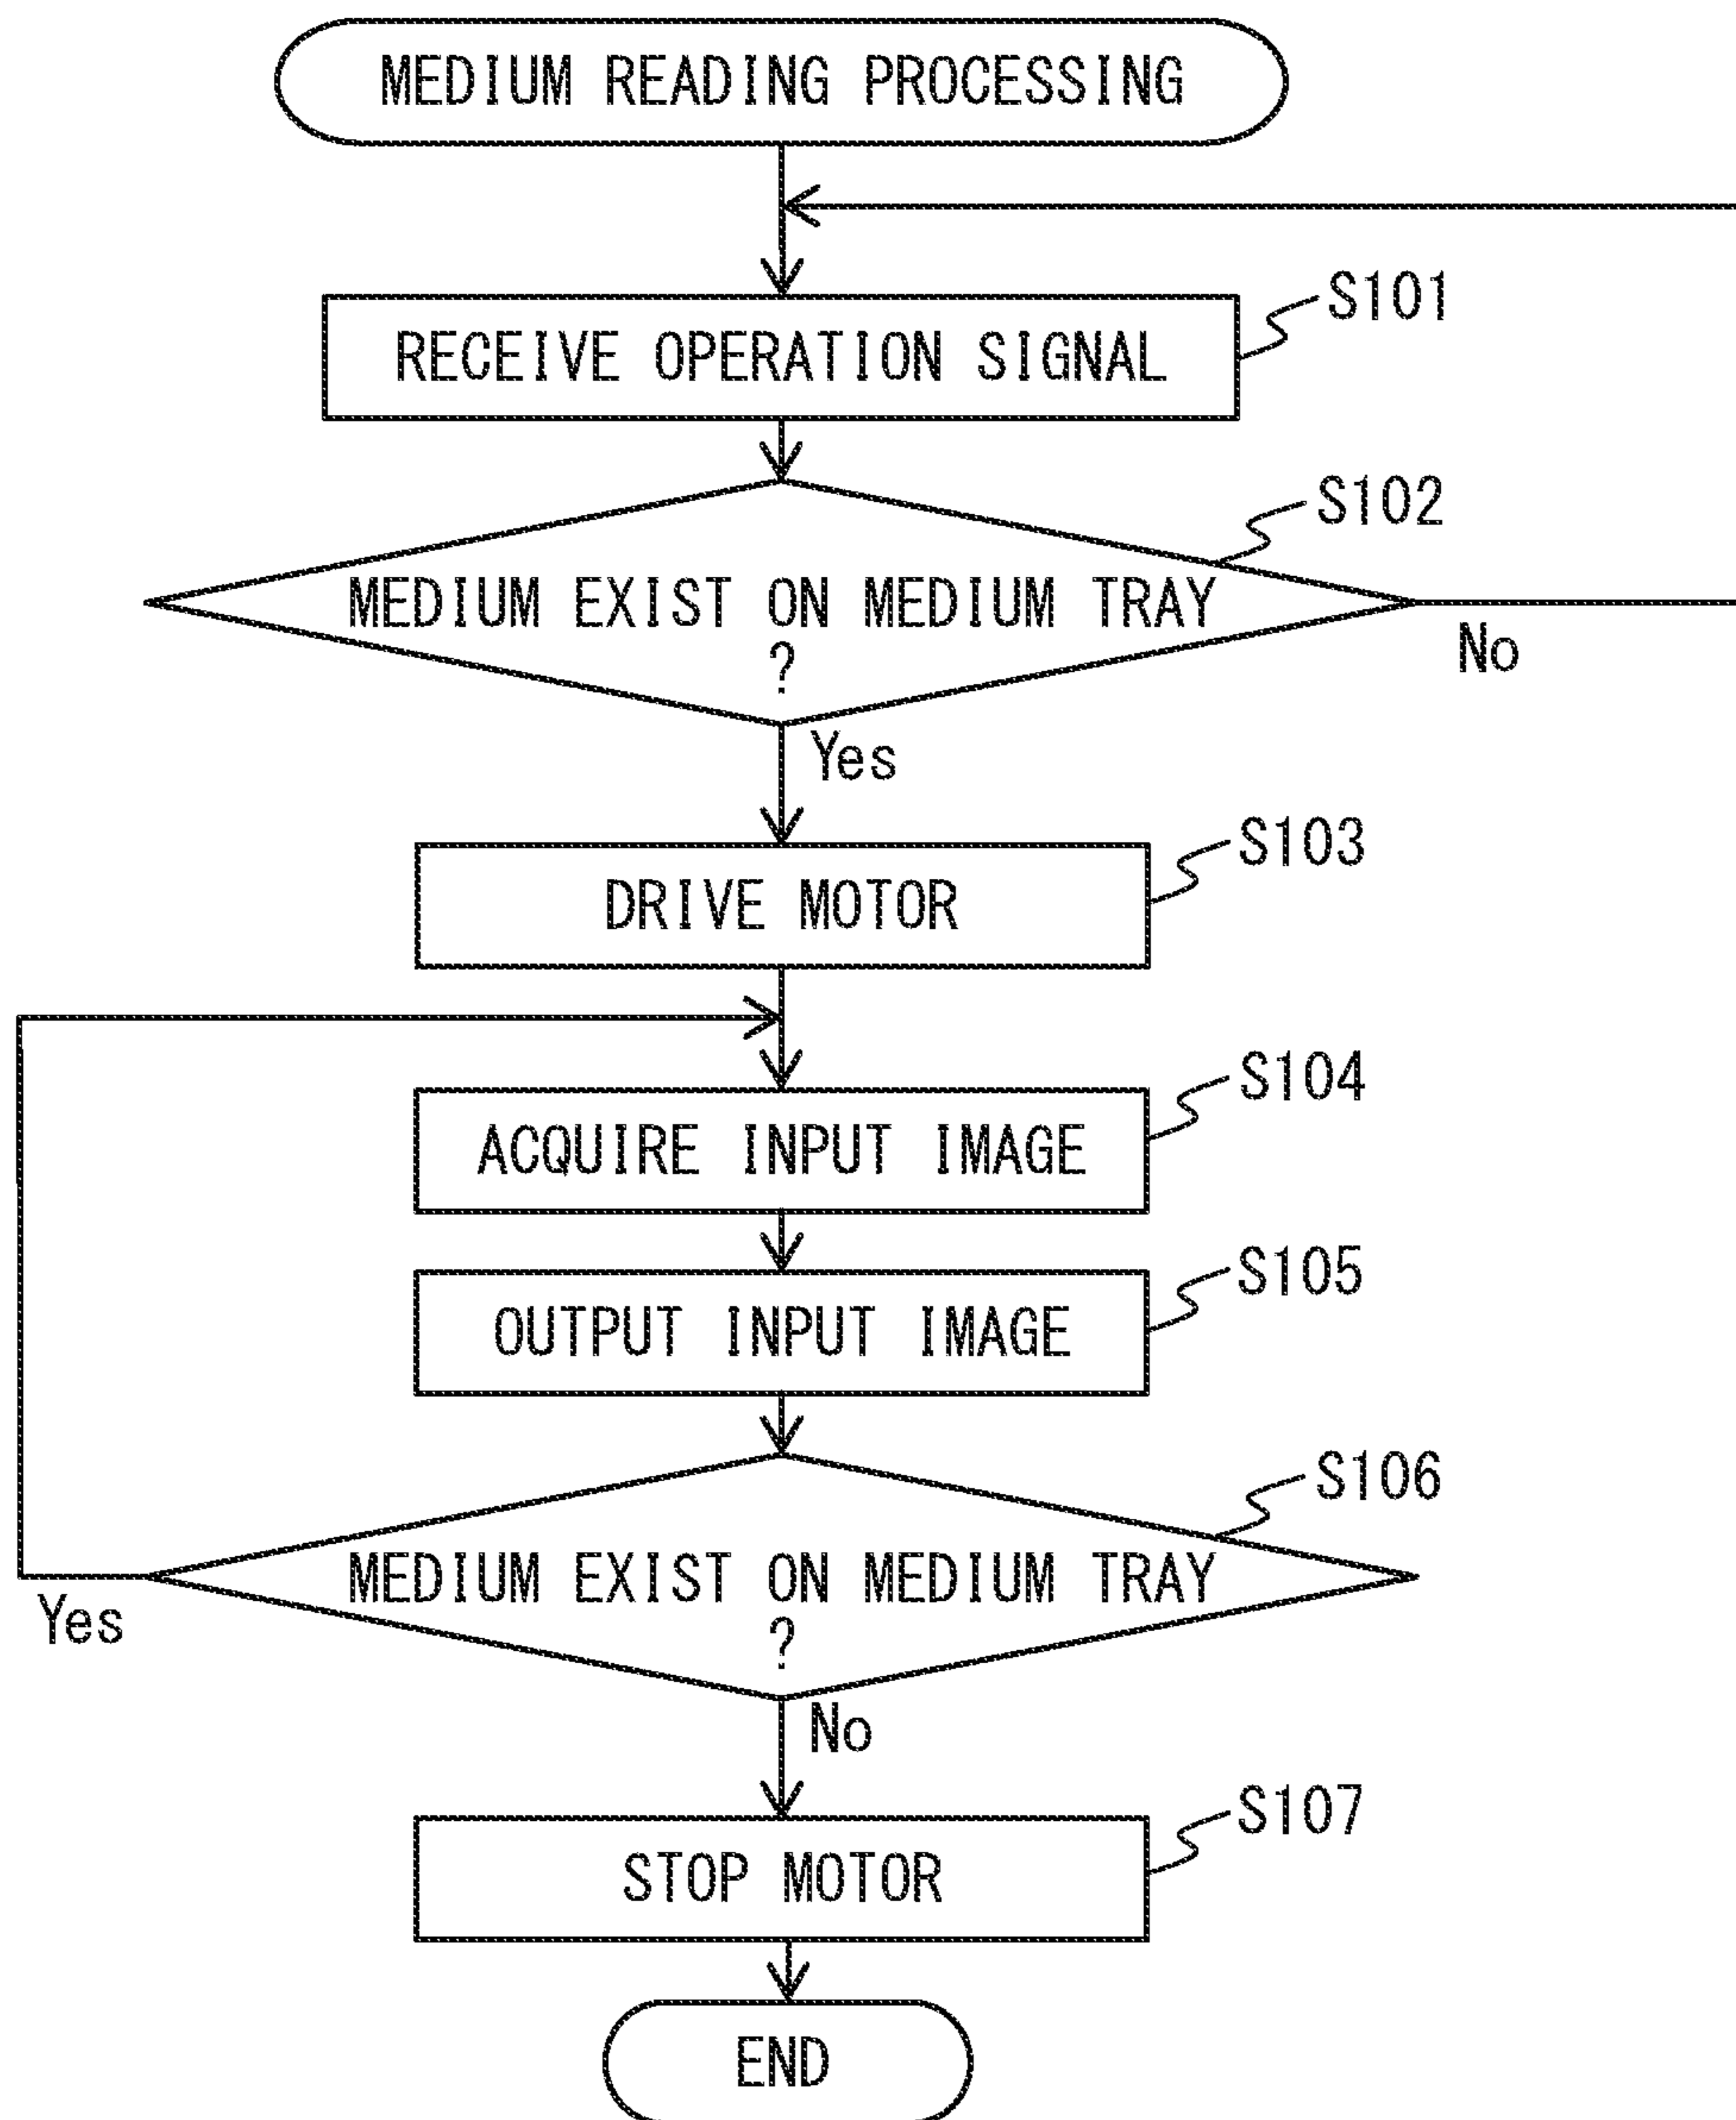 MEDIUM READING PROCESSING
RECEIVE OPERATION SIGNAL
S101
MEDIUM EXIST ON MEDIUM TRAY
?
S102
No
Yes
DRIVE MOTOR
S103
ACQUIRE INPUT IMAGE
S104
OUTPUT INPUT IMAGE
S105
MEDIUM EXIST ON MEDIUM TRAY
?
S106
Yes
No
STOP MOTOR
S107
END